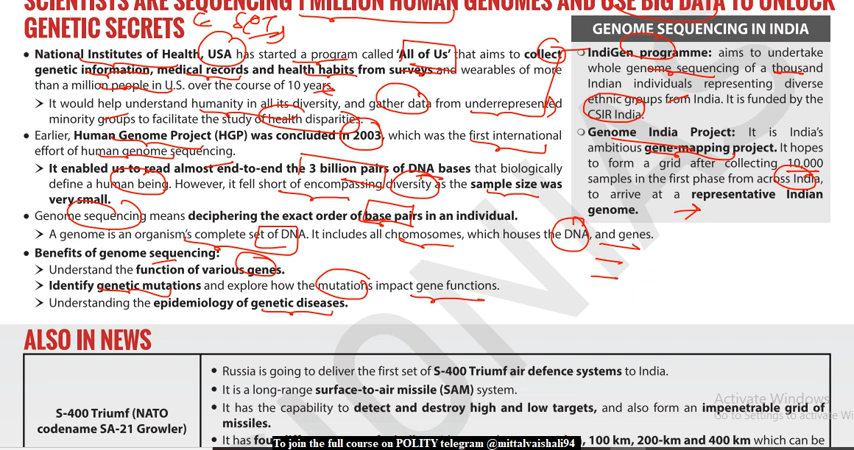 SCIENTISTS ARE SEQUENCING 1 MILLION HUMAN GENOMES AND USE BIG DATA TO UNLOCK
GENETIC SECRETS
• National Institutes of Health, USA has started a program called 'All of Us' that aims to collect
genetic information, medical records and health habits from surveys and wearables of more
than a million people in U.S. over the course of 10 years.
➤ It would help understand humanity in all its diversity, and gather data from underrepresented
minority groups to facilitate the study of health disparities.
• Earlier, Human Genome Project (HGP) was concluded in 2003, which was the first international
effort of human genome sequencing.
➤ It enabled us to read almost end-to-end the 3 billion pairs of DNA bases that biologically
define a human being. However, it fell short of encompassing diversity as the sample size was
very small.
• Genome sequencing means deciphering the exact order of base pairs in an individual.
➤ A genome is an organism's complete set of DNA. It includes all chromosomes, which houses the DNA, and genes.
• Benefits of genome sequencing:
➤ Understand the function of various genes.
➤ Identify genetic mutations and explore how the mutations impact gene functions.
➤ Understanding the epidemiology of genetic diseases.
GENOME SEQUENCING IN INDIA
IndiGen programme: aims to undertake
whole genome sequencing of a thousand
Indian individuals representing diverse
ethnic groups from India. It is funded by the
CSIR India.
Genome India Project: It is India's
ambitious gene-mapping project. It hopes
to form a grid after collecting 10,000
samples in the first phase from across India,
to arrive at a representative Indian
genome.
ALSO IN NEWS
S-400 Triumf (NATO
codename SA-21 Growler)
• Russia is going to deliver the first set of S-400 Triumf air defence systems to India.
• It is a long-range surface-to-air missile (SAM) system.
• It has the capability to detect and destroy high and low targets, and also form an impenetrable grid of
missiles.
• It has 100 km, 200-km and 400 km which can be
To join the full course on POLITY telegram @mittalvaishali94
Activate Windows
Go to Settings to activate Wi